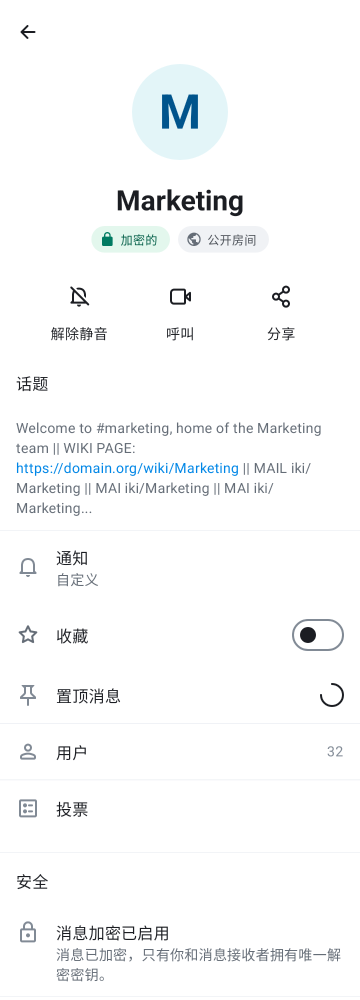 M
Marketing
加密的
公开房间
解除静音
呼叫
分享
话题
Welcome to #marketing, home of the Marketing
team || WIKI PAGE:
https://domain.org/wiki/Marketing || MAIL iki/
Marketing || MAI iki/Marketing || MAI iki/
Marketing...
通知
自定义
收藏
置顶消息
用户
32
投票
安全
消息加密已启用
消息已加密，只有你和消息接收者拥有唯一解
密密钥。